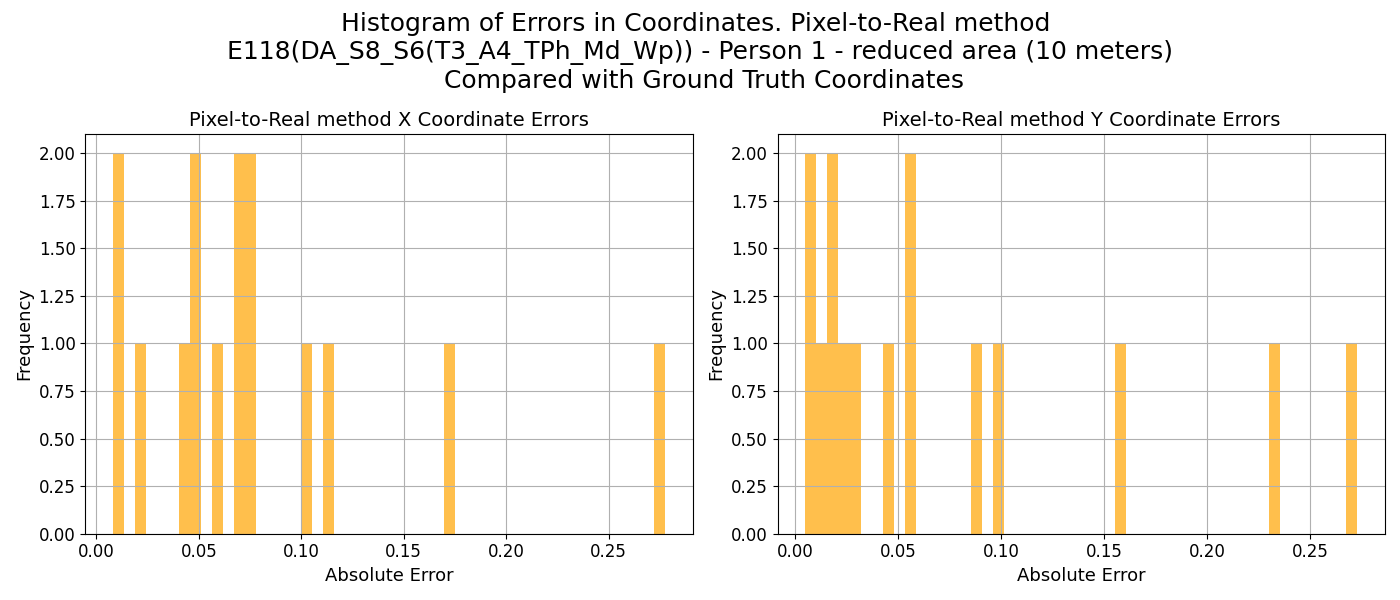 Histogram of Errors in Coordinates. Pixel-to-Real method
E118(DA_S8_S6(T3_A4_TPh_Md_Wp)) - Person 1 - reduced area (10 meters)
Compared with Ground Truth Coordinates
Pixel-to-Real method X Coordinate Errors
Frequency
2.00
1.75
1.50
1.25
1.00
0.75
0.50
0.25
0.00
0.00 0.05 0.10 0.15 0.20 0.25
Absolute Error
Pixel-to-Real method Y Coordinate Errors
Frequency
2.00
1.75
1.50
1.25
1.00
0.75
0.50
0.25
0.00
0.00 0.05 0.10 0.15 0.20 0.25
Absolute Error